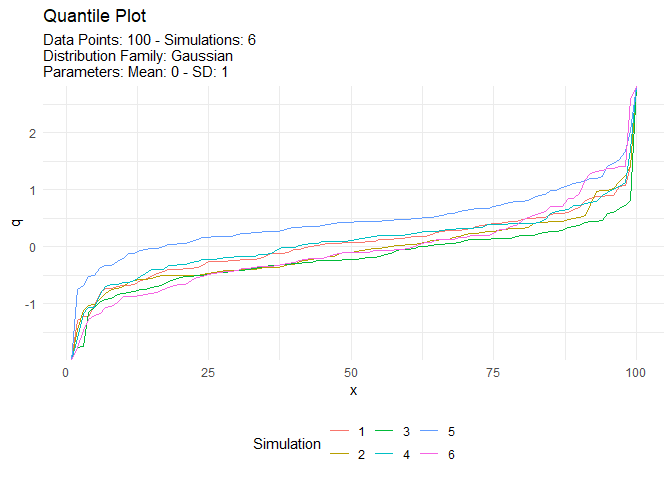 Quantile Plot
Data Points: 100 - Simulations: 6
Distribution Family: Gaussian
Parameters: Mean: 0 - SD: 1
2
1
0
-1
q
0 25 50 75 100
x
Simulation 1 3 5
2 4 6